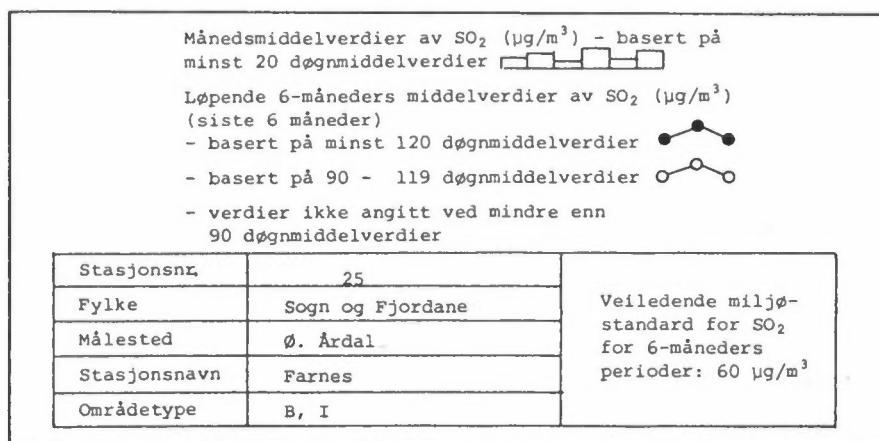 Månedsmiddelverdier av SO₂ (µg/m³) - basert på
minst 20 døgnmiddelverdier
Løpende 6-måneders middelverdier av SO₂ (µg/m³)
(siste 6 måneder)
- basert på minst 120 døgnmiddelverdier
- basert på 90 - 119 døgnmiddelverdier
- verdier ikke angitt ved mindre enn
90 døgnmiddelverdier
Stasjonsnr. 25
Fylke Sogn og Fjordane
Målested Ø. Årdal
Stasjonsnavn Farnes
Områdetype B, I
Veiledende miljø-
standard for SO₂
for 6-måneders
perioder: 60 µg/m³